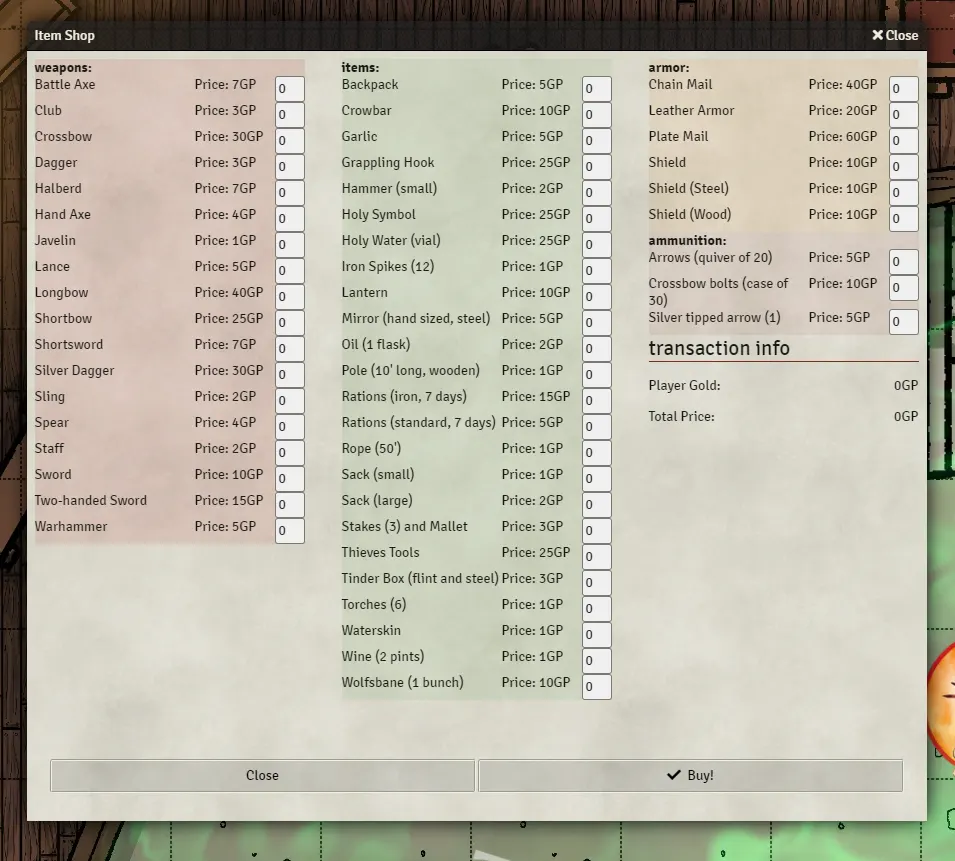 Item Shop
Close
weapons:
Battle Axe Price: 7GP 0
Club Price: 3GP 0
Crossbow Price: 30GP 0
Dagger Price: 3GP 0
Halberd Price: 7GP 0
Hand Axe Price: 4GP 0
Javelin Price: 1GP 0
Lance Price: 5GP 0
Longbow Price: 40GP 0
Shortbow Price: 25GP 0
Shortsword Price: 7GP 0
Silver Dagger Price: 30GP 0
Sling Price: 2GP 0
Spear Price: 4GP 0
Staff Price: 2GP 0
Sword Price: 10GP 0
Two-handed Sword Price: 15GP 0
Warhammer Price: 5GP 0
items:
Backpack Price: 5GP 0
Crowbar Price: 10GP 0
Garlic Price: 5GP 0
Grappling Hook Price: 25GP 0
Hammer (small) Price: 2GP 0
Holy Symbol Price: 25GP 0
Holy Water (vial) Price: 25GP 0
Iron Spikes (12) Price: 1GP 0
Lantern Price: 10GP 0
Mirror (hand sized, steel) Price: 5GP 0
Oil (1 flask) Price: 2GP 0
Pole (10' long, wooden) Price: 1GP 0
Rations (iron, 7 days) Price: 15GP 0
Rations (standard, 7 days) Price: 5GP 0
Rope (50') Price: 1GP 0
Sack (small) Price: 1GP 0
Sack (large) Price: 2GP 0
Stakes (3) and Mallet Price: 3GP 0
Thieves Tools Price: 25GP 0
Tinder Box (flint and steel) Price: 3GP 0
Torches (6) Price: 1GP 0
Waterskin Price: 1GP 0
Wine (2 pints) Price: 1GP 0
Wolfsbane (1 bunch) Price: 10GP 0
armor:
Chain Mail Price: 40GP 0
Leather Armor Price: 20GP 0
Plate Mail Price: 60GP 0
Shield Price: 10GP 0
Shield (Steel) Price: 10GP 0
Shield (Wood) Price: 10GP 0
ammunition:
Arrows (quiver of 20) Price: 5GP 0
Crossbow bolts (case of Price: 10GP 0
30)
Silver tipped arrow (1) Price: 5GP 0
transaction info
Player Gold: 0GP
Total Price: 0GP
Close
Buy!